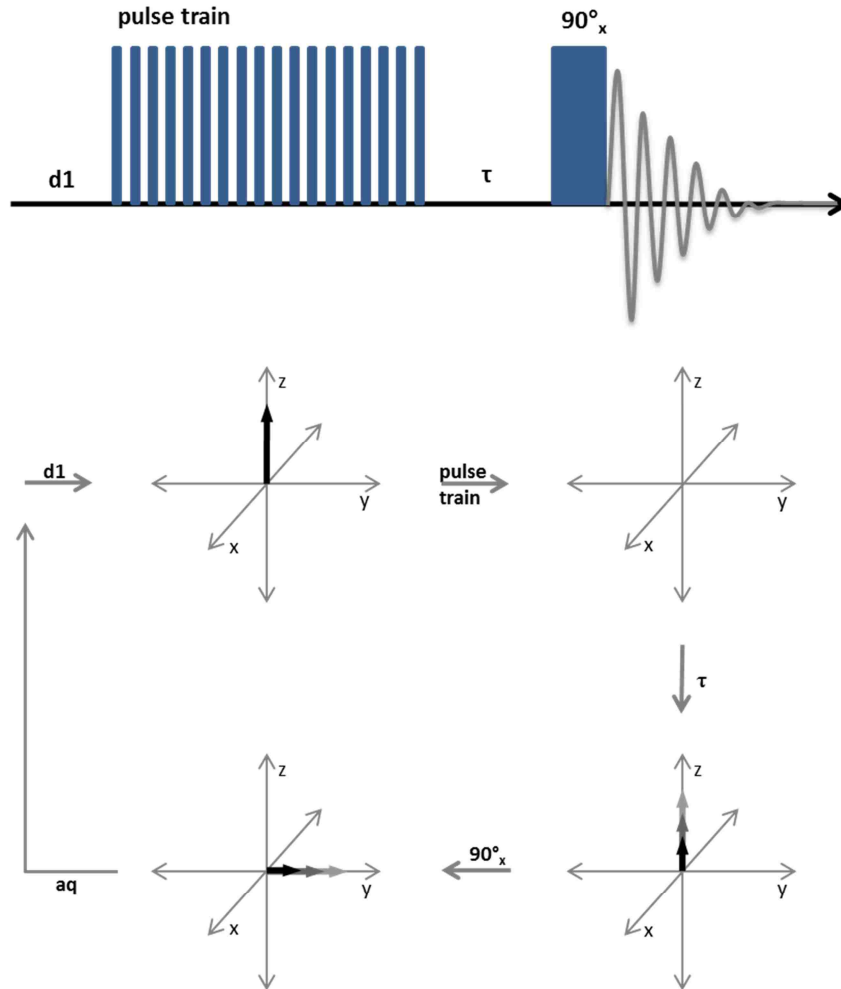 pulse train
90°x
d1
τ
z
y
x
d1
pulse
train
z
y
x
τ
z
y
x
90°x
z
y
x
aq